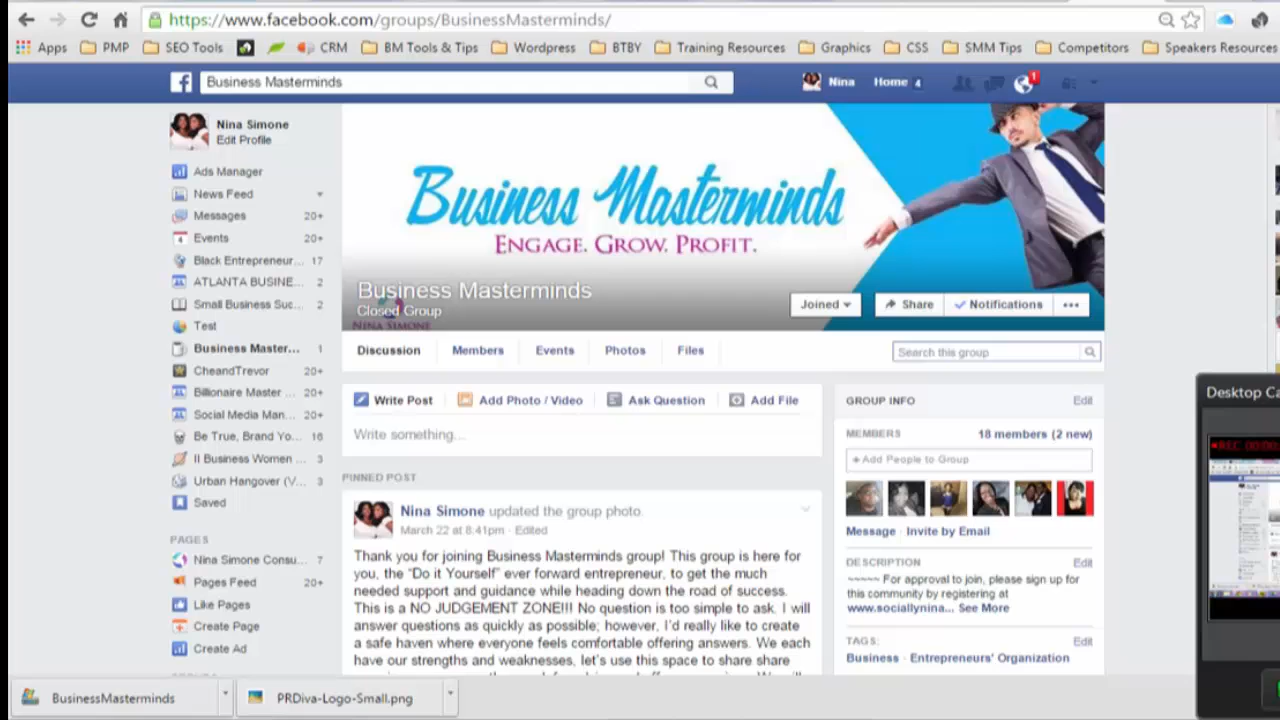 https://www.facebook.com/groups/BusinessMasterminds/
Apps PMP SEO Tools CRM BM Tools & Tips Wordpress BTBY Training Resources Graphics CSS SMM Tips Competitors Speakers Resources
Business Masterminds
Nina Home 4 1
Nina Simone
Edit Profile
Ads Manager
News Feed
Messages 20+
Events 20+
Black Entrepreneur... 17
ATLANTA BUSINE... 2
Small Business Suc... 2
Test
Business Master... 1
CheandTrevor 20+
Billionaire Master ... 20+
Social Media Man... 20+
Be True, Brand Yo... 16
II Business Women ... 3
Urban Hangover (V... 3
Saved
PAGES
Nina Simone Consu... 7
Pages Feed 20+
Like Pages
Create Page
Create Ad
Business Masterminds
ENGAGE. GROW. PROFIT.
Business Masterminds
Closed Group
NINA SIMONE
Joined Share Notifications
Discussion Members Events Photos Files
Search this group
Write Post Add Photo / Video Ask Question Add File
Write something...
PINNED POST
Nina Simone updated the group photo.
March 22 at 8:41pm · Edited
Thank you for joining Business Masterminds group! This group is here for
you, the "Do it Yourself" ever forward entrepreneur, to get the much
needed support and guidance while heading down the road of success.
This is a NO JUDGEMENT ZONE!!! No question is too simple to ask. I will
answer questions as quickly as possible; however, I'd really like to create
a safe haven where everyone feels comfortable offering answers. We each
have our strengths and weaknesses, let's use this space to share share
GROUP INFO Edit
MEMBERS 18 members (2 new)
+ Add People to Group
Message · Invite by Email
DESCRIPTION Edit
~~~~~ For approval to join, please sign up for
this community by registering at
www.sociallynina... See More
TAGS: Edit
Business · Entrepreneurs' Organization
Desktop Ca
BusinessMasterminds PRDiva-Logo-Small.png